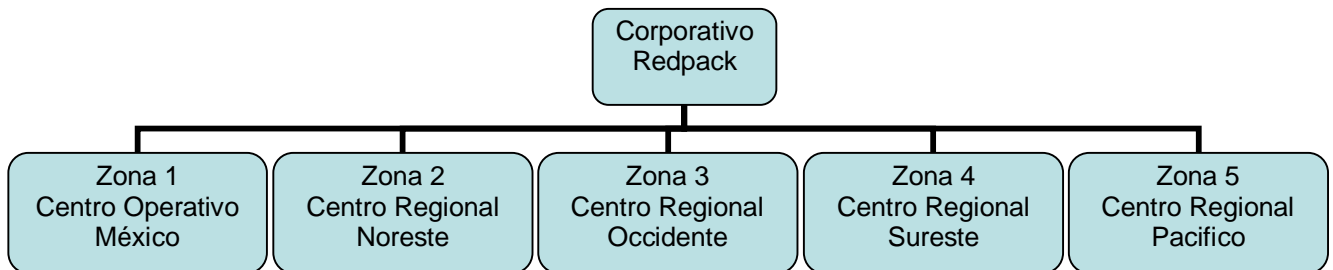 Corporativo
Redpack
Zona 1
Centro Operativo
México
Zona 2
Centro Regional
Noreste
Zona 3
Centro Regional
Occidente
Zona 4
Centro Regional
Sureste
Zona 5
Centro Regional
Pacifico